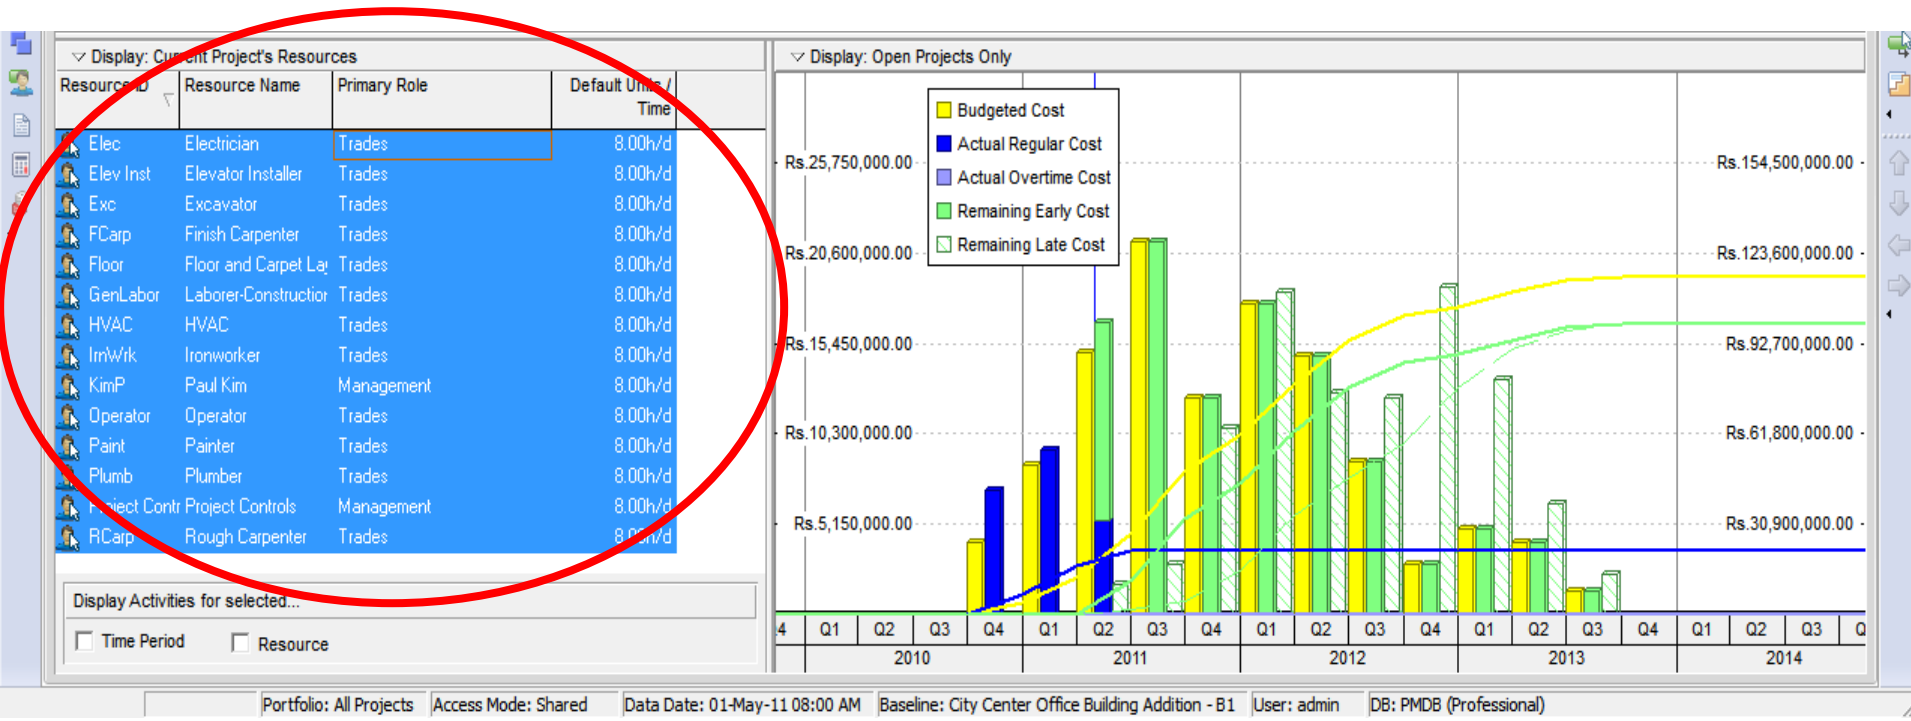 Display: Current Project's Resources
Resource ID Resource Name Primary Role Default Units / Time
Elec Electrician Trades 8.00h/d
Elev Inst Elevator Installer Trades 8.00h/d
Exc Excavator Trades 8.00h/d
FCarp Finish Carpenter Trades 8.00h/d
Floor Floor and Carpet Lay Trades 8.00h/d
GenLabor Laborer-Construction Trades 8.00h/d
HVAC HVAC Trades 8.00h/d
IrnWrk Ironworker Trades 8.00h/d
KimP Paul Kim Management 8.00h/d
Operator Operator Trades 8.00h/d
Paint Painter Trades 8.00h/d
Plumb Plumber Trades 8.00h/d
Project Contr Project Controls Management 8.00h/d
RCarp Rough Carpenter Trades 8.00h/d
Display Activities for selected...
Time Period Resource
Display: Open Projects Only
Budgeted Cost
Actual Regular Cost
Actual Overtime Cost
Remaining Early Cost
Remaining Late Cost
Rs.25,750,000.00 Rs.154,500,000.00
Rs.20,600,000.00 Rs.123,600,000.00
Rs.15,450,000.00 Rs.92,700,000.00
Rs.10,300,000.00 Rs.61,800,000.00
Rs.5,150,000.00 Rs.30,900,000.00
4 Q1 Q2 Q3 Q4 Q1 Q2 Q3 Q4 Q1 Q2 Q3 Q4 Q1 Q2 Q3 Q4 Q1 Q2 Q3 Q
2010 2011 2012 2013 2014
Portfolio: All Projects Access Mode: Shared Data Date: 01-May-11 08:00 AM Baseline: City Center Office Building Addition - B1 User: admin DB: PMDB (Professional)